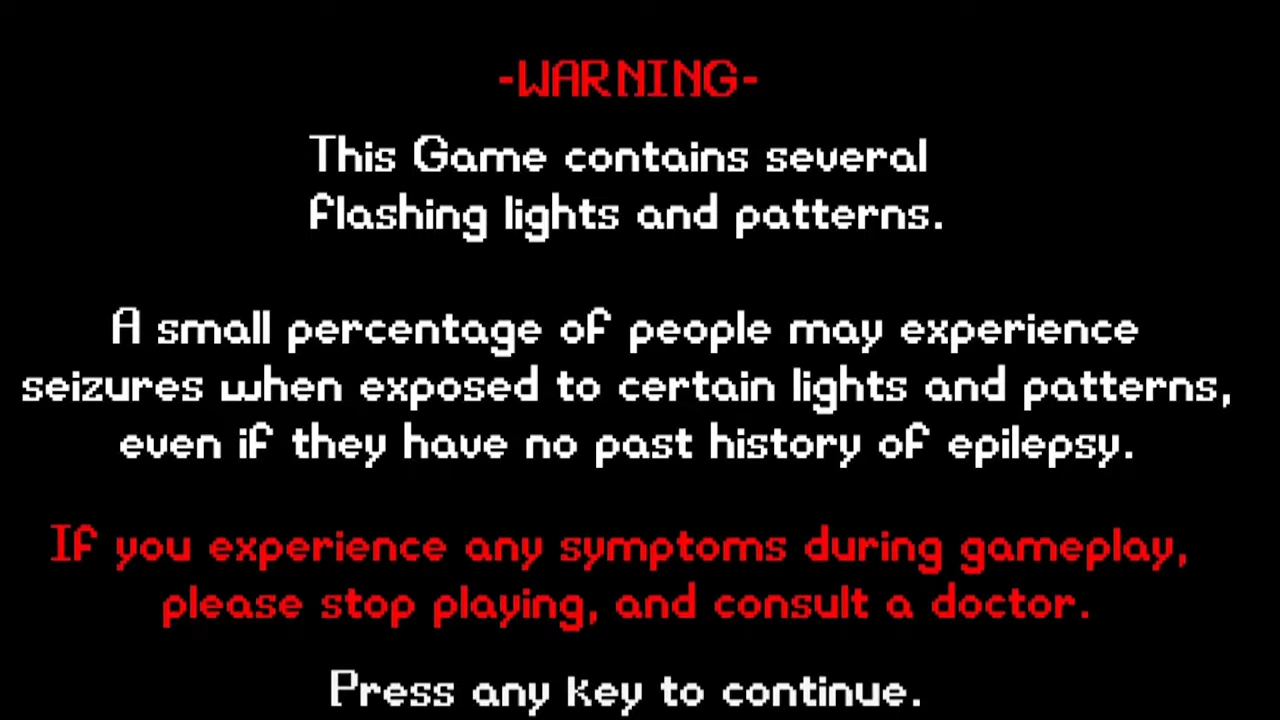 -WARNING-
This Game contains several
flashing lights and patterns.
A small percentage of people may experience
seizures when exposed to certain lights and patterns,
even if they have no past history of epilepsy.
If you experience any symptoms during gameplay,
please stop playing, and consult a doctor.
Press any key to continue.